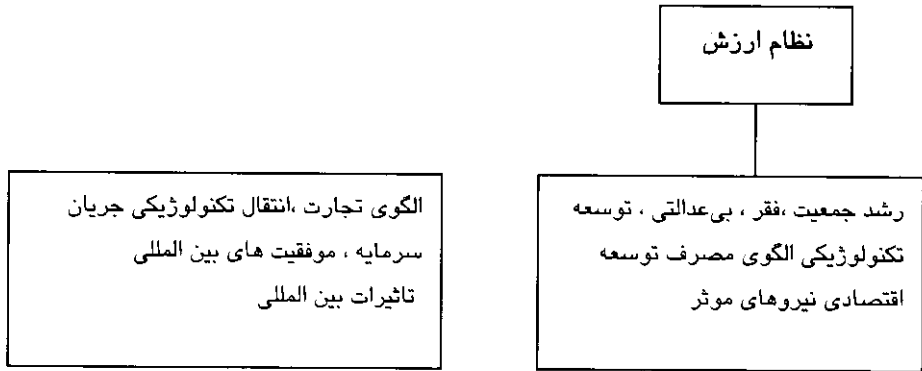 نظام ارزش
رشد جمعیت ،فقر ، بی‌عدالتی ، توسعه
تکنولوژیکی الگوی مصرف توسعه
اقتصادی نیروهای موثر
الگوی تجارت ،انتقال تکنولوژیکی جریان
سرمایه ، موفقیت های بین المللی
تاثیرات بین المللی